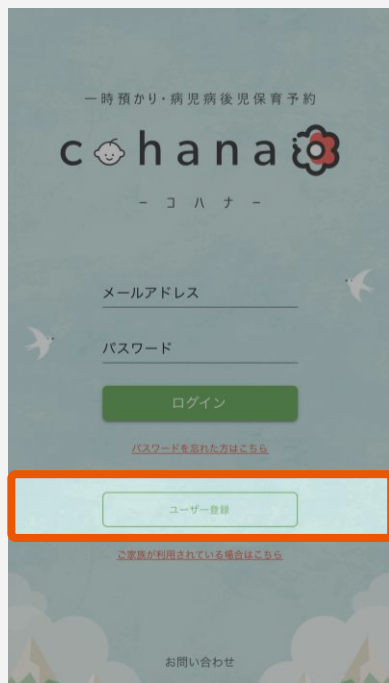 一時預かり・病児病後児保育予約
cohana
- コハナ -
メールアドレス
パスワード
ログイン
パスワードを忘れた方はこちら
ユーザー登録
ご家族が利用されている場合はこちら
お問い合わせ